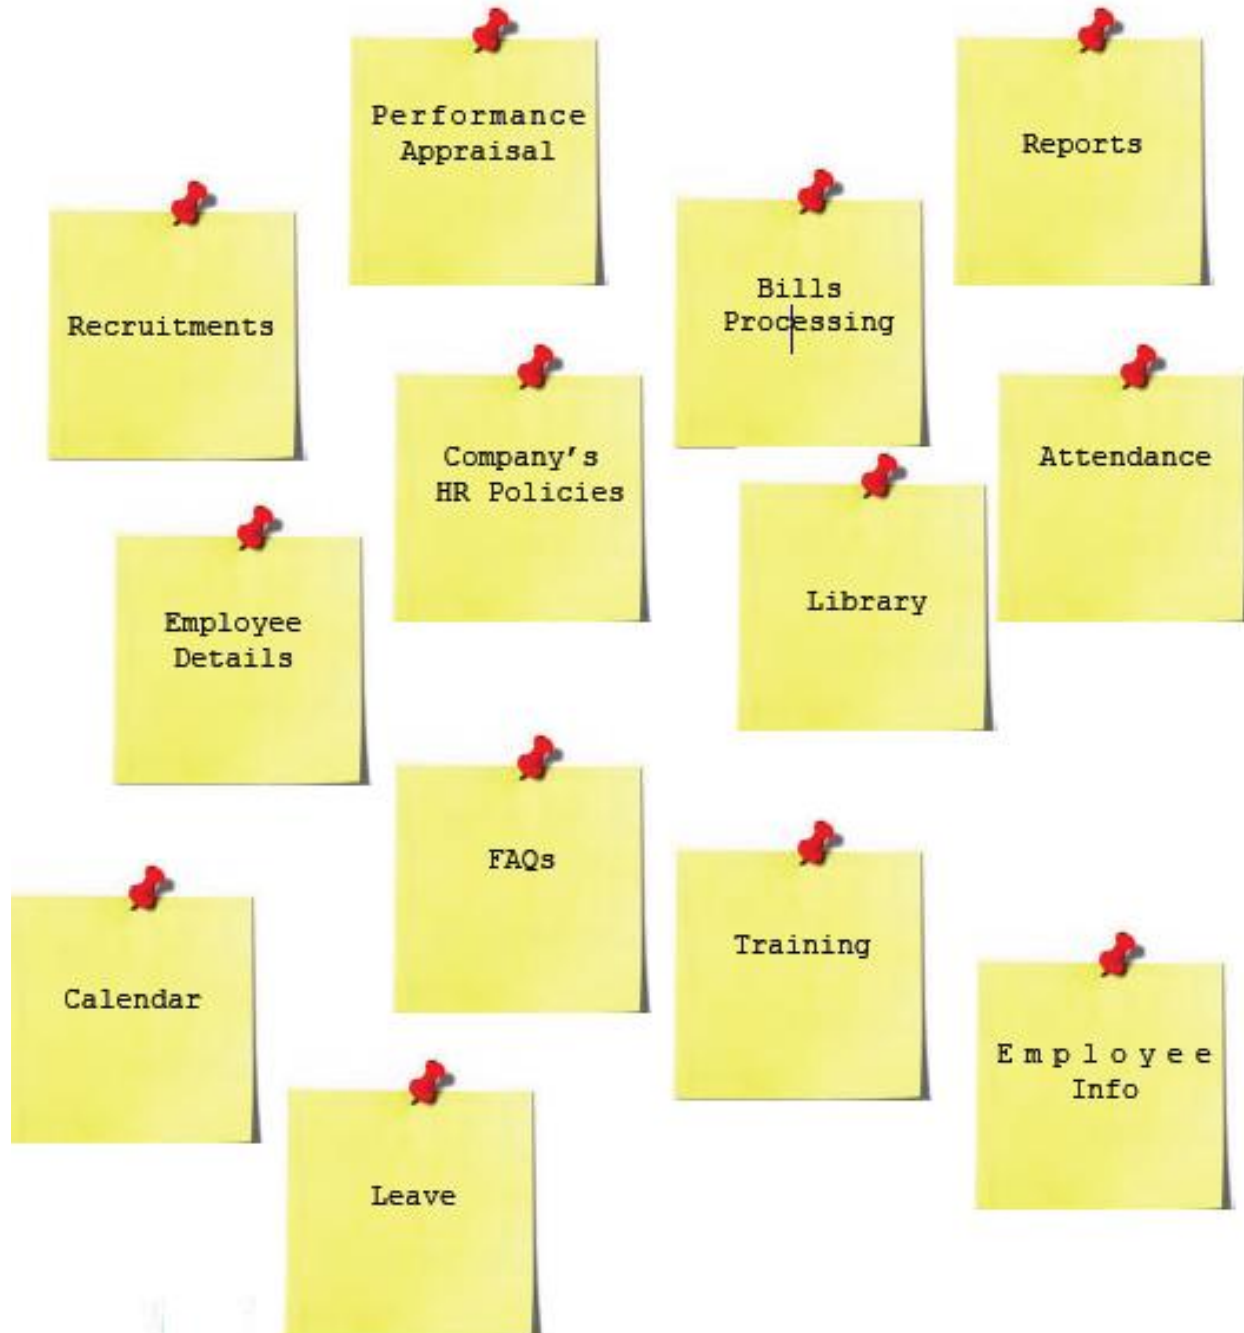 Performance
Appraisal
Reports
Recruitments
Bills
Processing
Company’s
HR Policies
Attendance
Library
Employee
Details
FAQs
Training
Calendar
Employee
Info
Leave